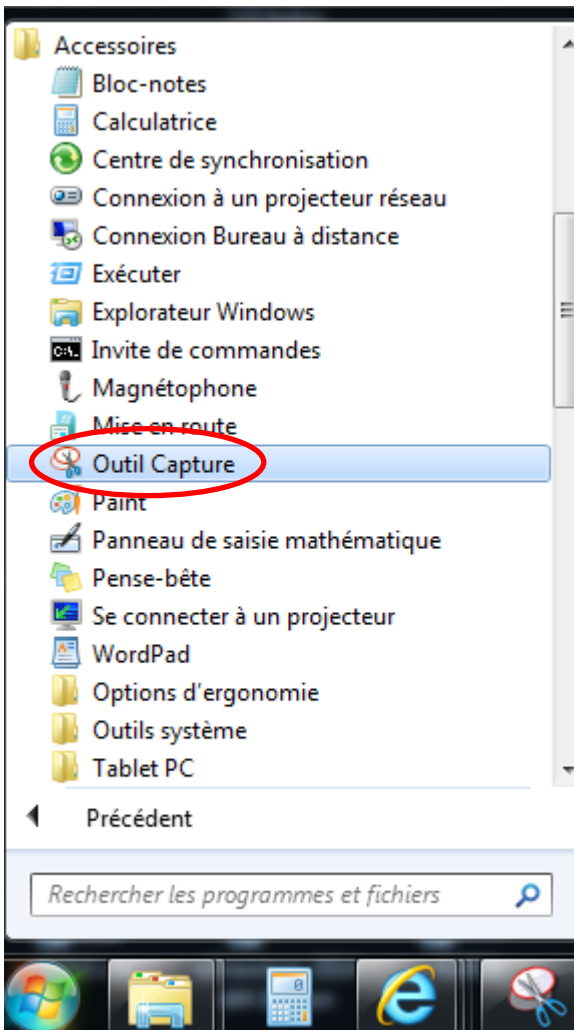 Accessoires
Bloc-notes
Calculatrice
Centre de synchronisation
Connexion à un projecteur réseau
Connexion Bureau à distance
Exécuter
Explorateur Windows
Invite de commandes
Magnétophone
Mise en route
Outil Capture
Paint
Panneau de saisie mathématique
Pense-bête
Se connecter à un projecteur
WordPad
Options d'ergonomie
Outils système
Tablet PC
Précédent
Rechercher les programmes et fichiers